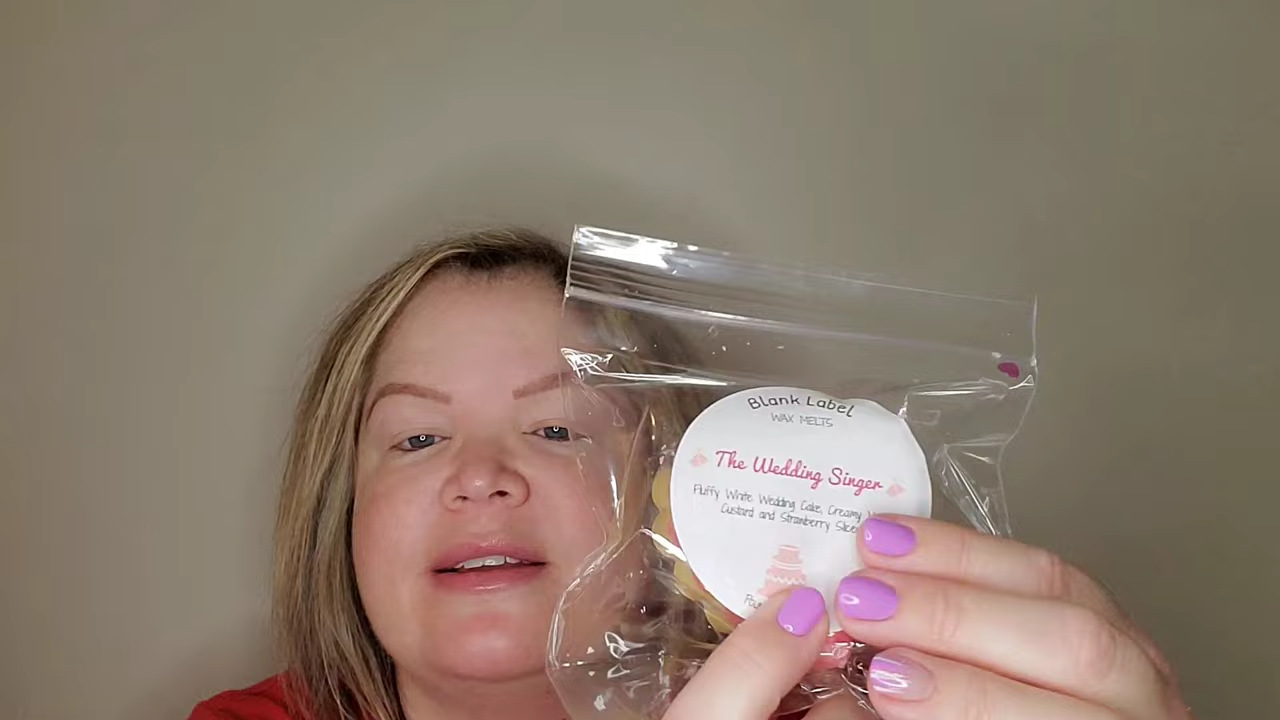 Blank Label
WAX MELTS
The Wedding Singer
Fluffy White Wedding Cake, Creamy
Custard and Strawberry